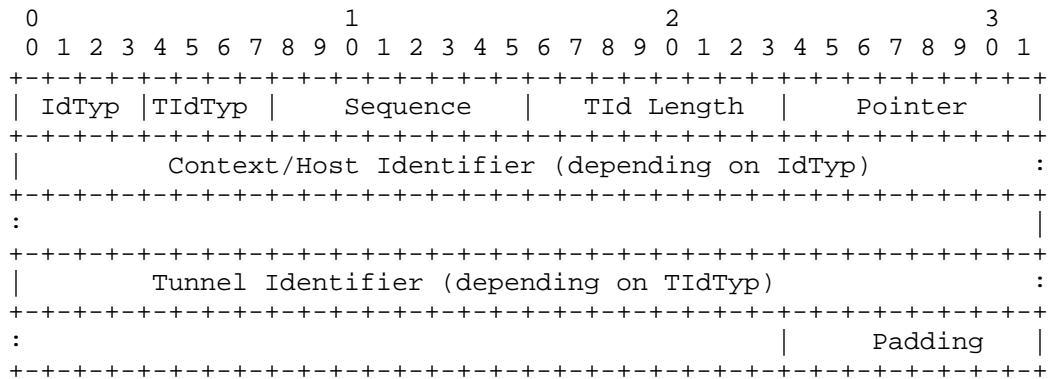 0                   1                   2                   3
 0 1 2 3 4 5 6 7 8 9 0 1 2 3 4 5 6 7 8 9 0 1 2 3 4 5 6 7 8 9 0 1
+-+-+-+-+-+-+-+-+-+-+-+-+-+-+-+-+-+-+-+-+-+-+-+-+-+-+-+-+-+-+-+-+
| IdTyp |TIdTyp |    Sequence   |   TId Length  |    Pointer    |
+-+-+-+-+-+-+-+-+-+-+-+-+-+-+-+-+-+-+-+-+-+-+-+-+-+-+-+-+-+-+-+-+
|         Context/Host Identifier (depending on IdTyp)          :
+-+-+-+-+-+-+-+-+-+-+-+-+-+-+-+-+-+-+-+-+-+-+-+-+-+-+-+-+-+-+-+-+
:                                                               |
+-+-+-+-+-+-+-+-+-+-+-+-+-+-+-+-+-+-+-+-+-+-+-+-+-+-+-+-+-+-+-+-+
|        Tunnel Identifier (depending on TIdTyp)                :
+-+-+-+-+-+-+-+-+-+-+-+-+-+-+-+-+-+-+-+-+-+-+-+-+-+-+-+-+-+-+-+-+
:                                               |    Padding    |
+-+-+-+-+-+-+-+-+-+-+-+-+-+-+-+-+-+-+-+-+-+-+-+-+-+-+-+-+-+-+-+-+